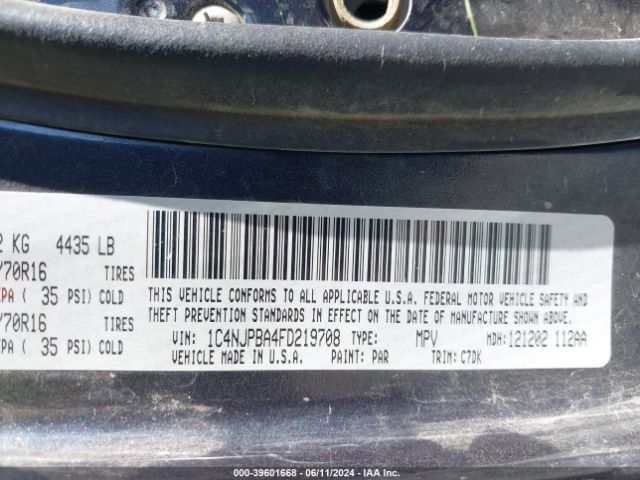 2 KG 4435 LB
/70R16 TIRES
PA ( 35 PSI) COLD
/70R16 TIRES
PA ( 35 PSI) COLD
THIS VEHICLE CONFORMS TO ALL APPLICABLE U.S.A. FEDERAL MOTOR VEHICLE SAFETY AND
THEFT PREVENTION STANDARDS IN EFFECT ON THE DATE OF MANUFACTURE SHOWN ABOVE.
VIN: 1C4NJPBA4FD219708 TYPE: MPV MDH:121202 112AA
VEHICLE MADE IN U.S.A. PAINT: PAR TRIM: C7DK
000-39601668 - 06/11/2024 - IAA Inc.